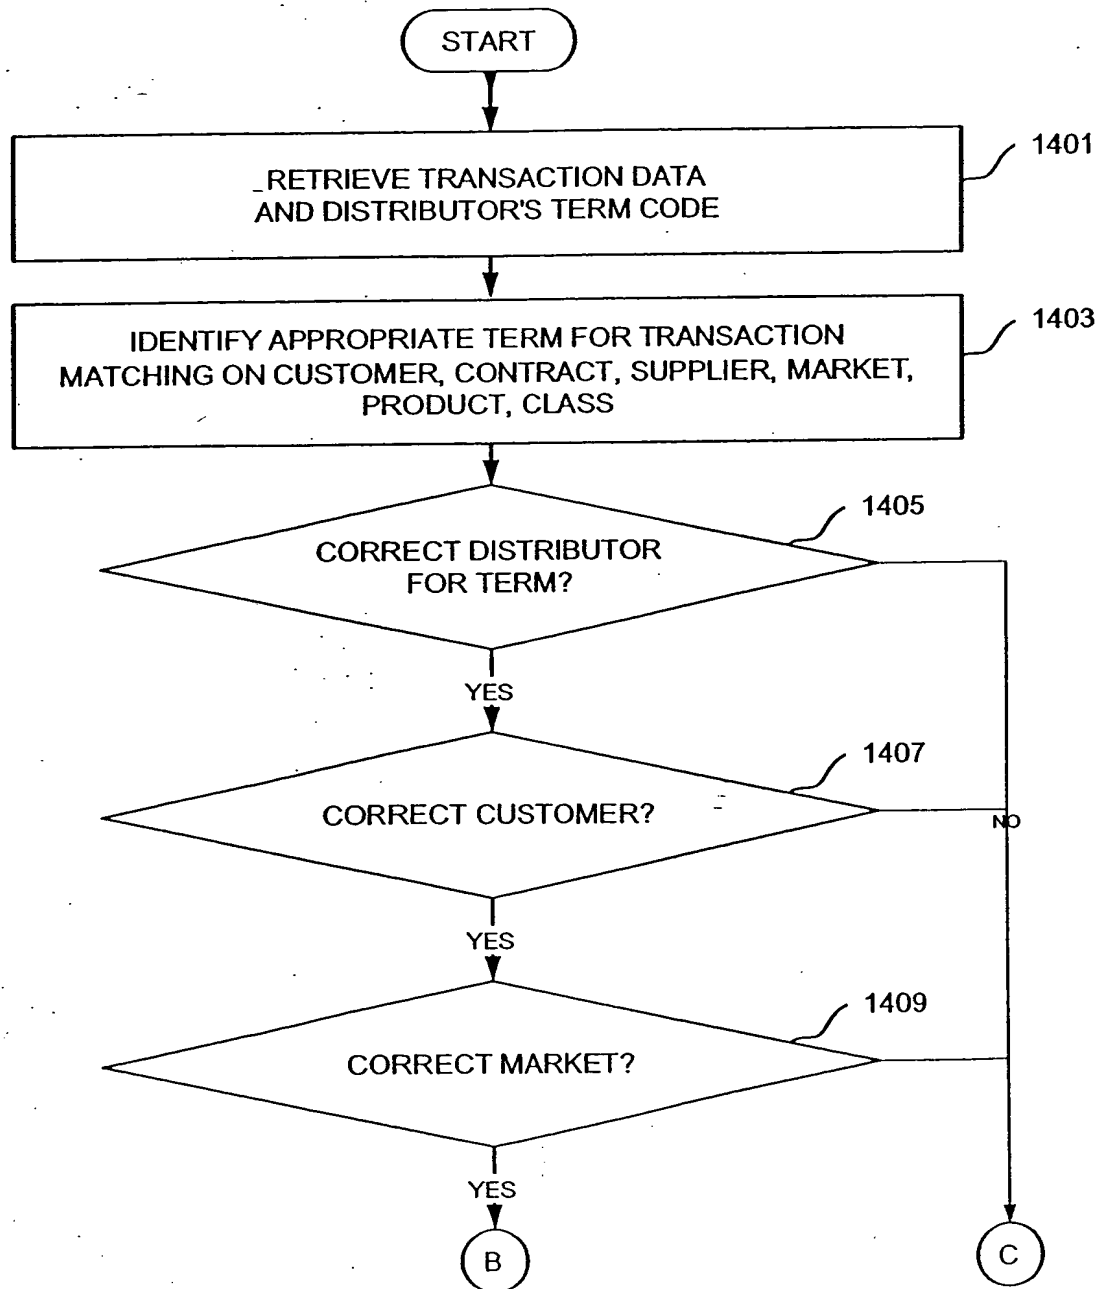 START
RETRIEVE TRANSACTION DATA
AND DISTRIBUTOR'S TERM CODE
1401
IDENTIFY APPROPRIATE TERM FOR TRANSACTION
MATCHING ON CUSTOMER, CONTRACT, SUPPLIER, MARKET,
PRODUCT, CLASS
1403
CORRECT DISTRIBUTOR
FOR TERM?
1405
YES
CORRECT CUSTOMER?
1407
NO
YES
CORRECT MARKET?
1409
YES
B
C